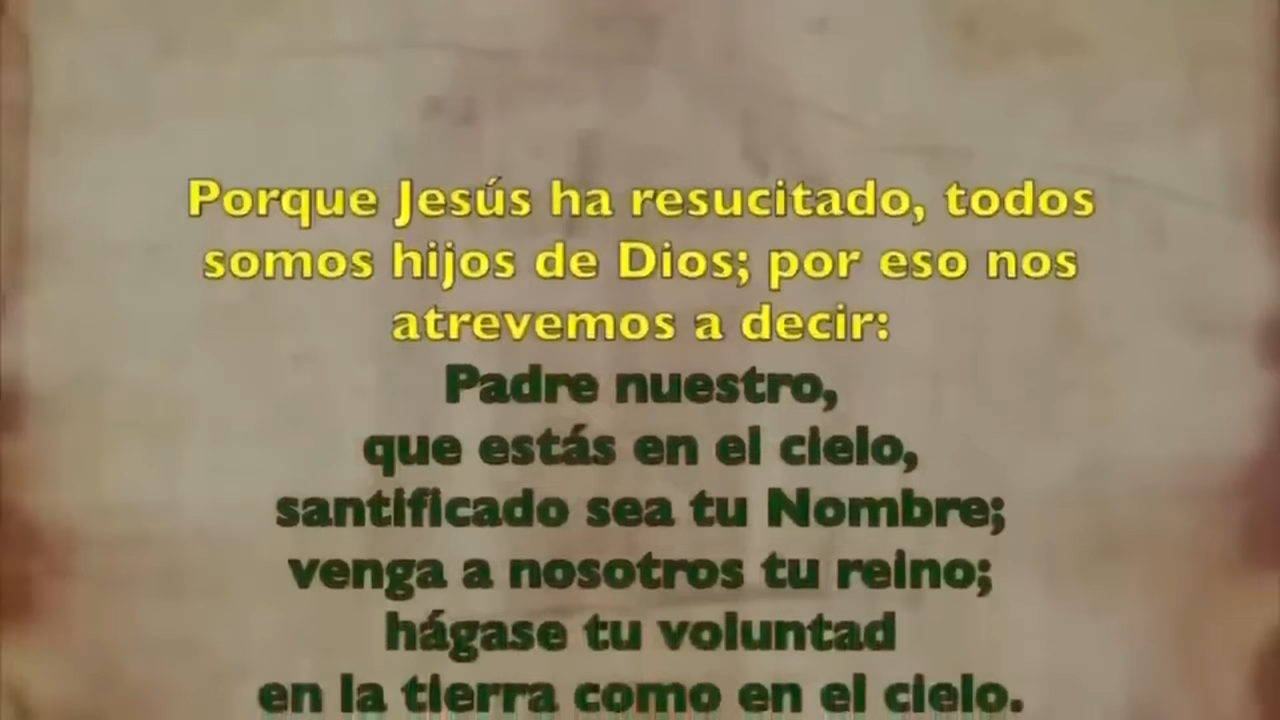 Porque Jesús ha resucitado, todos
somos hijos de Dios; por eso nos
atrevemos a decir:
Padre nuestro,
que estás en el cielo,
santificado sea tu Nombre;
venga a nosotros tu reino;
hágase tu voluntad
en la tierra como en el cielo.